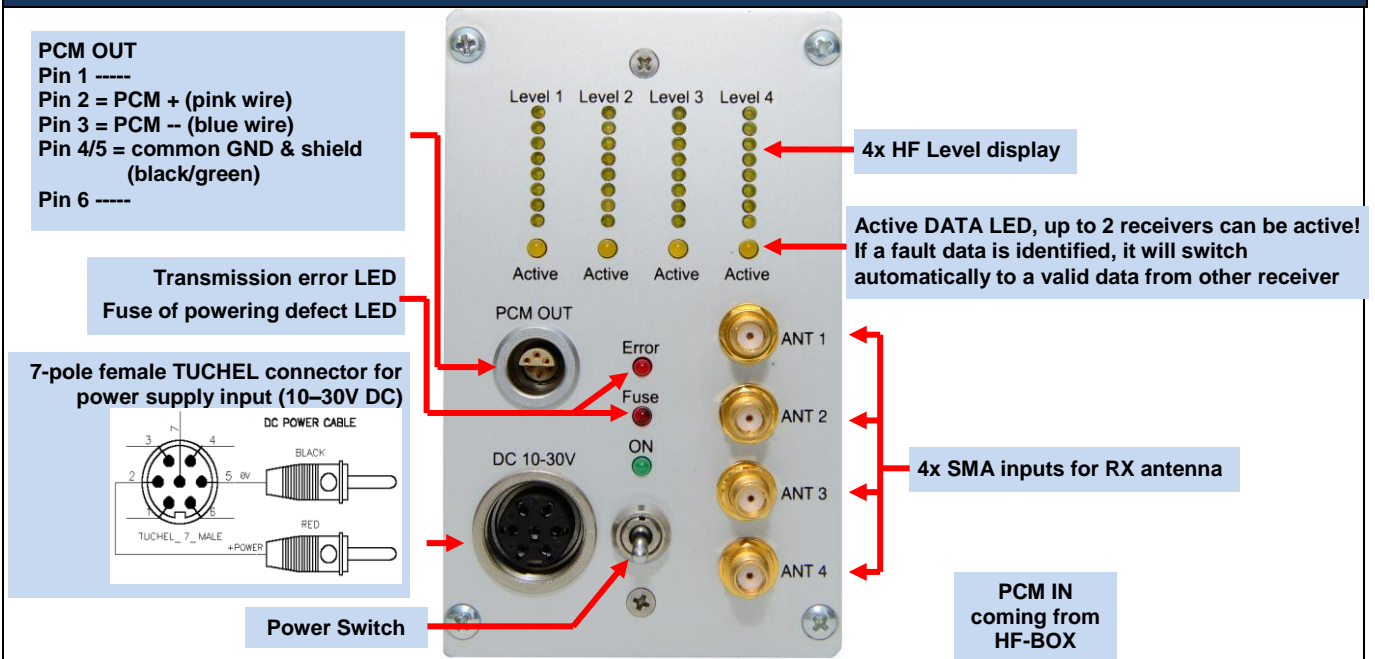 PCM OUT
Pin 1 -----
Pin 2 = PCM + (pink wire)
Pin 3 = PCM -- (blue wire)
Pin 4/5 = common GND & shield
(black/green)
Pin 6 -----
Transmission error LED
Fuse of powering defect LED
7-pole female TUCHEL connector for
power supply input (10–30V DC)
DC POWER CABLE
7
3
4
BLACK
2
5
0V
1
6
RED
TUCHEL_ 7_ MALE
+POWER
Power Switch
Level 1 Level 2 Level 3 Level 4
Active Active Active Active
PCM OUT
Error
Fuse
ON
DC 10-30V
ANT 1
ANT 2
ANT 3
ANT 4
4x HF Level display
Active DATA LED, up to 2 receivers can be active!
If a fault data is identified, it will switch
automatically to a valid data from other receiver
4x SMA inputs for RX antenna
PCM IN
coming from
HF-BOX